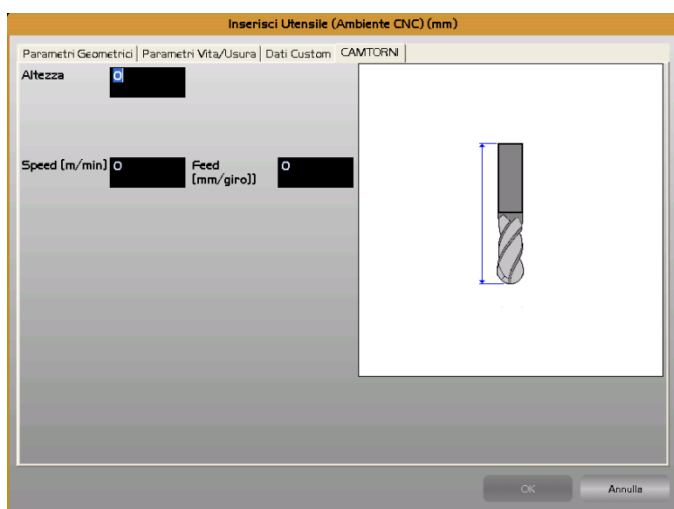 Inserisci Utensile (Ambiente CNC) (mm)
Parametri Geometrici Parametri Vita/Usura Dati Custom CAMTORNI
Altezza 0
Speed (m/min) 0 Feed 0
(mm/giro))
OK Annulla